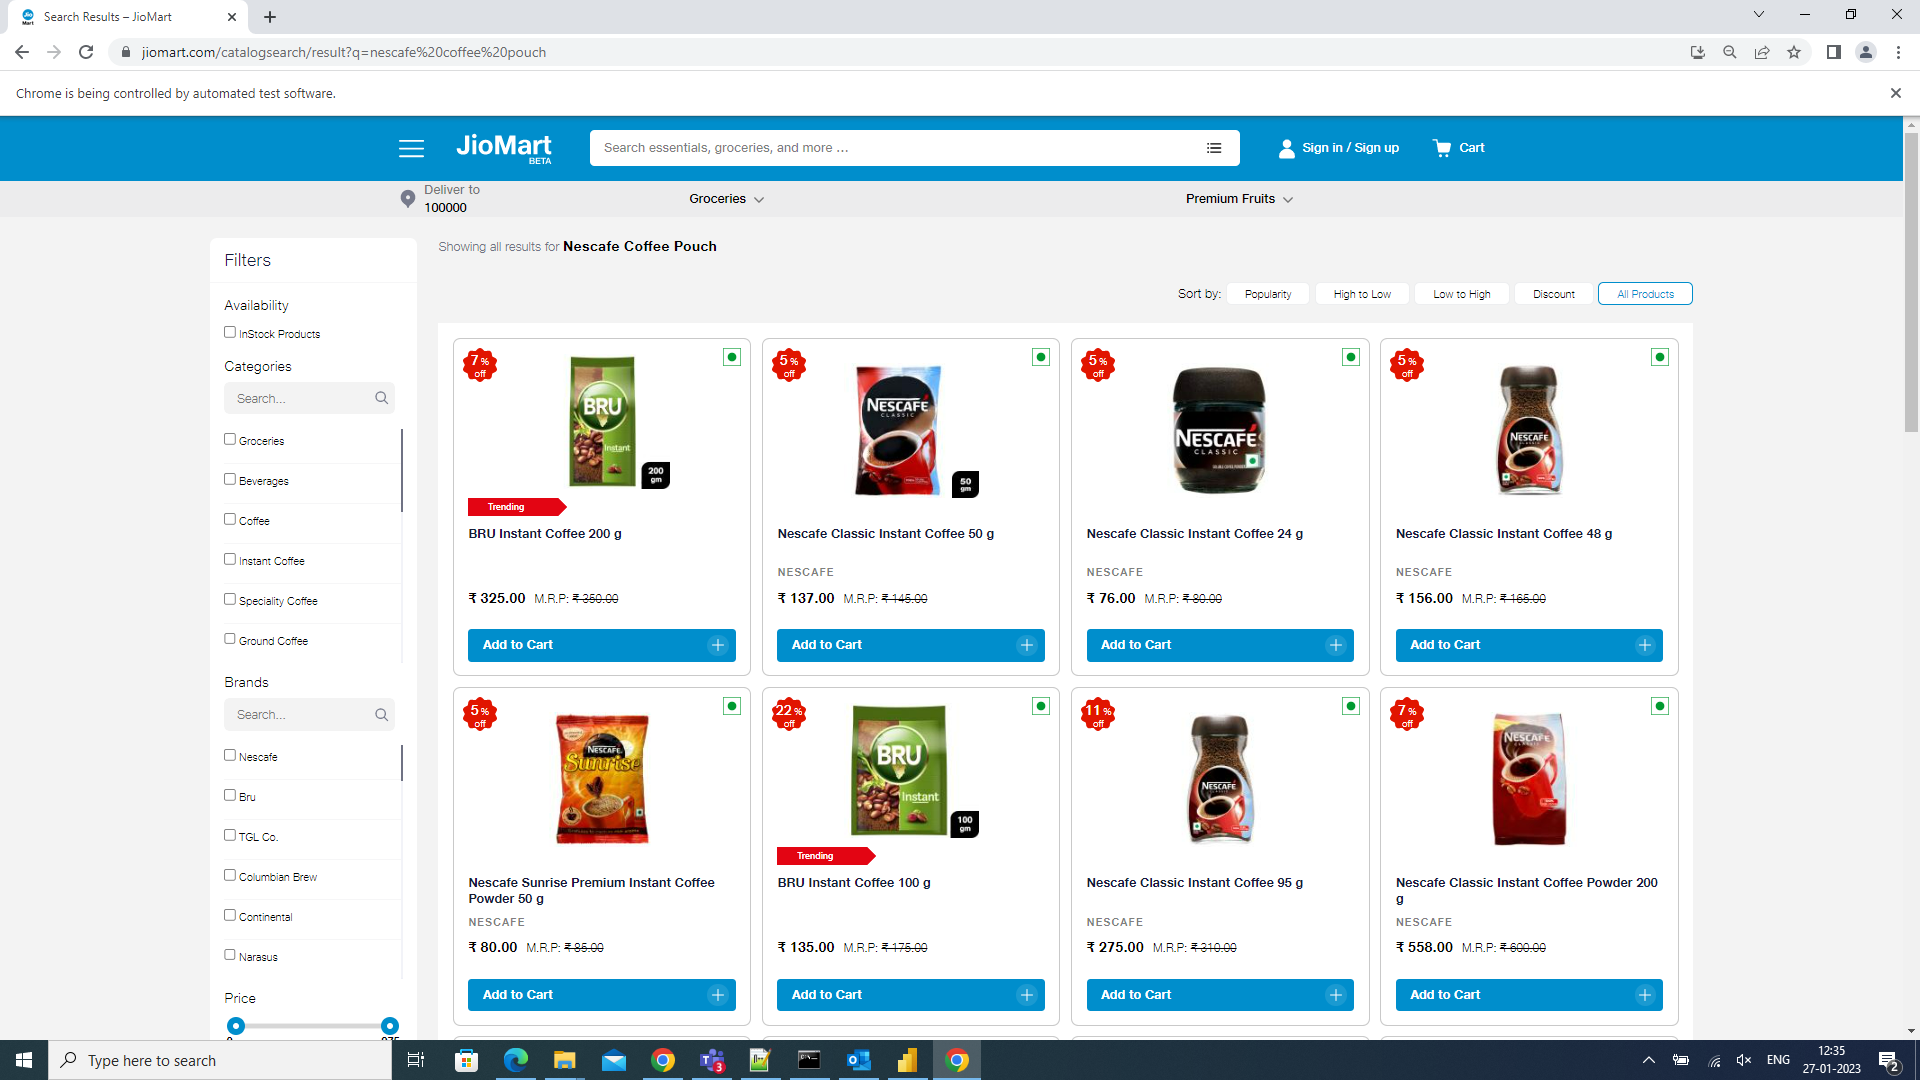 Search Results – JioMart
jiomart.com/catalogsearch/result?q=nescafe%20coffee%20pouch
Chrome is being controlled by automated test software.
JioMart
BETA
Search essentials, groceries, and more ...
Sign in / Sign up
Cart
Deliver to
100000
Groceries
Premium Fruits
Filters
Showing all results for Nescafe Coffee Pouch
Sort by: Popularity High to Low Low to High Discount All Products
Availability
InStock Products
Categories
Search...
Groceries
Beverages
Coffee
Instant Coffee
Speciality Coffee
Ground Coffee
Brands
Search...
Nescafe
Bru
TGL Co.
Columbian Brew
Continental
Narasus
Price
7 % off
BRU
Instant
200 gm
Trending
BRU Instant Coffee 200 g
₹ 325.00 M.R.P: ₹ 350.00
Add to Cart
5 % off
NESCAFÉ
CLASSIC
50 gm
Nescafe Classic Instant Coffee 50 g
NESCAFE
₹ 137.00 M.R.P: ₹ 145.00
Add to Cart
5 % off
NESCAFÉ
CLASSIC
Nescafe Classic Instant Coffee 24 g
NESCAFE
₹ 76.00 M.R.P: ₹ 80.00
Add to Cart
5 % off
NESCAFÉ
Nescafe Classic Instant Coffee 48 g
NESCAFE
₹ 156.00 M.R.P: ₹ 165.00
Add to Cart
5 % off
NESCAFÉ
Sunrise
Nescafe Sunrise Premium Instant Coffee
Powder 50 g
NESCAFE
₹ 80.00 M.R.P: ₹ 85.00
Add to Cart
22 % off
BRU
Instant
100 gm
Trending
BRU Instant Coffee 100 g
₹ 135.00 M.R.P: ₹ 175.00
Add to Cart
11 % off
NESCAFÉ
Nescafe Classic Instant Coffee 95 g
NESCAFE
₹ 275.00 M.R.P: ₹ 310.00
Add to Cart
7 % off
NESCAFÉ
CLASSIC
Nescafe Classic Instant Coffee Powder 200
g
NESCAFE
₹ 558.00 M.R.P: ₹ 600.00
Add to Cart
Type here to search
3
ENG
12:35
27-01-2023
2